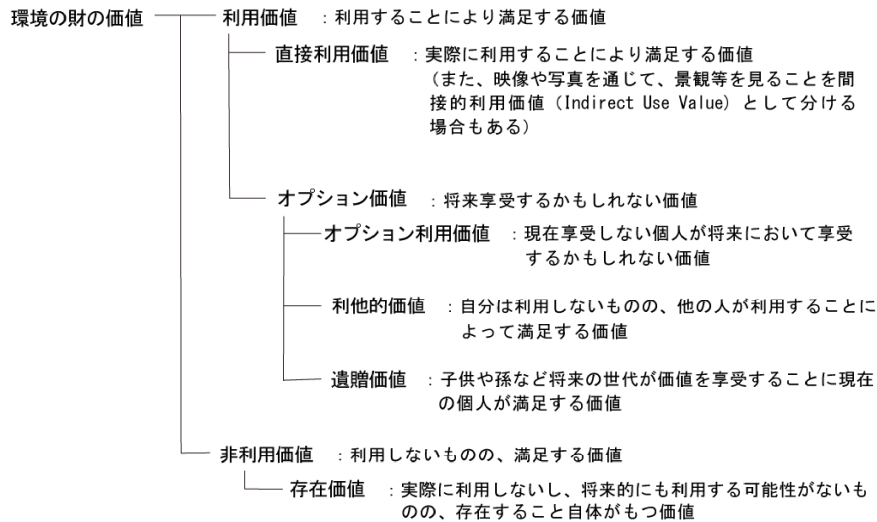 環境の財の価値
利用価値 ：利用することにより満足する価値
直接利用価値 ：実際に利用することにより満足する価値
（また、映像や写真を通じて、景観等を見ることを間
接的利用価値（Indirect Use Value）として分ける
場合もある）
オプション価値 ：将来享受するかもしれない価値
オプション利用価値 ：現在享受しない個人が将来において享受
するかもしれない価値
利他的価値 ：自分は利用しないものの、他の人が利用することに
よって満足する価値
遺贈価値 ：子供や孫など将来の世代が価値を享受することに現在
の個人が満足する価値
非利用価値 ：利用しないものの、満足する価値
存在価値 ：実際に利用しないし、将来的にも利用する可能性がないも
のの、存在すること自体がもつ価値